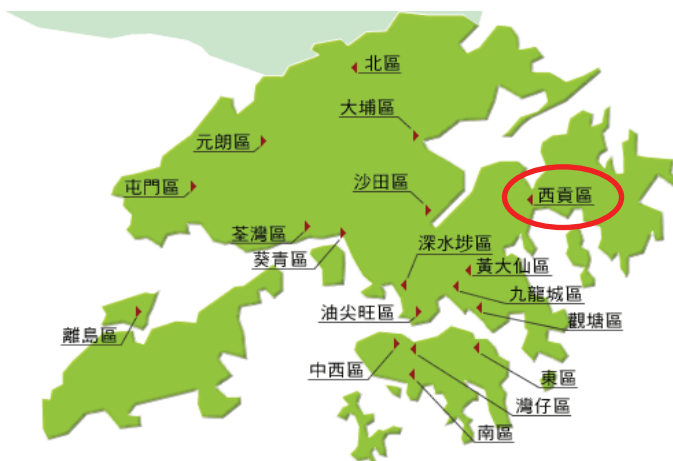 北區
大埔區
元朗區
屯門區
沙田區
西貢區
荃灣區
葵青區
深水埗區
黃大仙區
九龍城區
油尖旺區
觀塘區
離島區
中西區
東區
灣仔區
南區